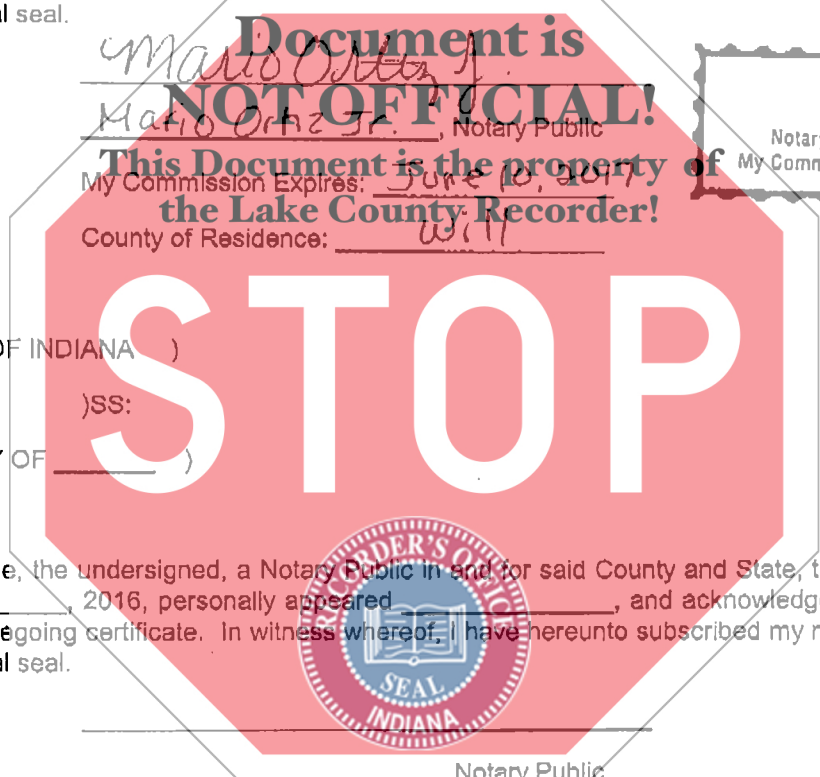 al seal.
Document is
Mario Ortiz Jr.
NOT OFFICIAL!
Mario Ortiz Jr. , Notary Public
Notary
This Document is the property of
My Comm
My Commission Expires: June 10, 2017
the Lake County Recorder!
County of Residence: Will
STOP
OF INDIANA )
)SS:
OF ________ )
RECORDER'S OFFICE
e, the undersigned, a Notary Public in and for said County and State, t
______, 2016, personally appeared ________________, and acknowledg
egoing certificate. In witness whereof, I have hereunto subscribed my n
al seal.
SEAL
INDIANA
Notary Public